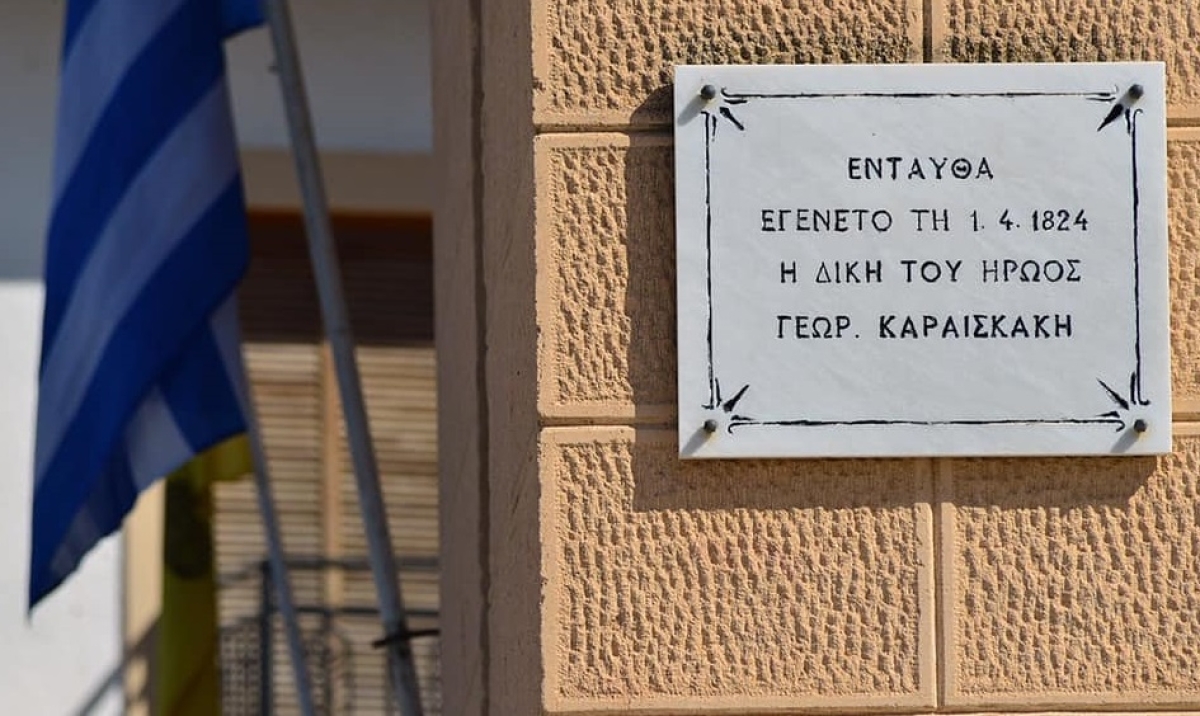 ΕΝΤΑΥΘΑ
ΕΓΕΝΕΤΟ ΤΗ 1. 4. 1824
Η ΔΙΚΗ ΤΟΥ ΗΡΩΟΣ
ΓΕΩΡ. ΚΑΡΑΙΣΚΑΚΗ